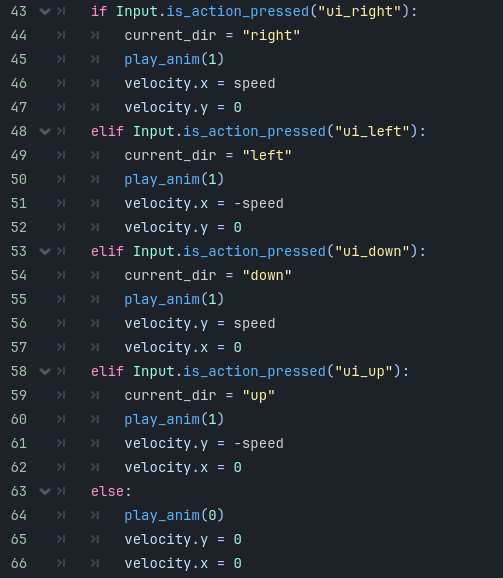 43 if Input.is_action_pressed("ui_right"):
44 current_dir = "right"
45 play_anim(1)
46 velocity.x = speed
47 velocity.y = 0
48 elif Input.is_action_pressed("ui_left"):
49 current_dir = "left"
50 play_anim(1)
51 velocity.x = -speed
52 velocity.y = 0
53 elif Input.is_action_pressed("ui_down"):
54 current_dir = "down"
55 play_anim(1)
56 velocity.y = speed
57 velocity.x = 0
58 elif Input.is_action_pressed("ui_up"):
59 current_dir = "up"
60 play_anim(1)
61 velocity.y = -speed
62 velocity.x = 0
63 else:
64 play_anim(0)
65 velocity.y = 0
66 velocity.x = 0